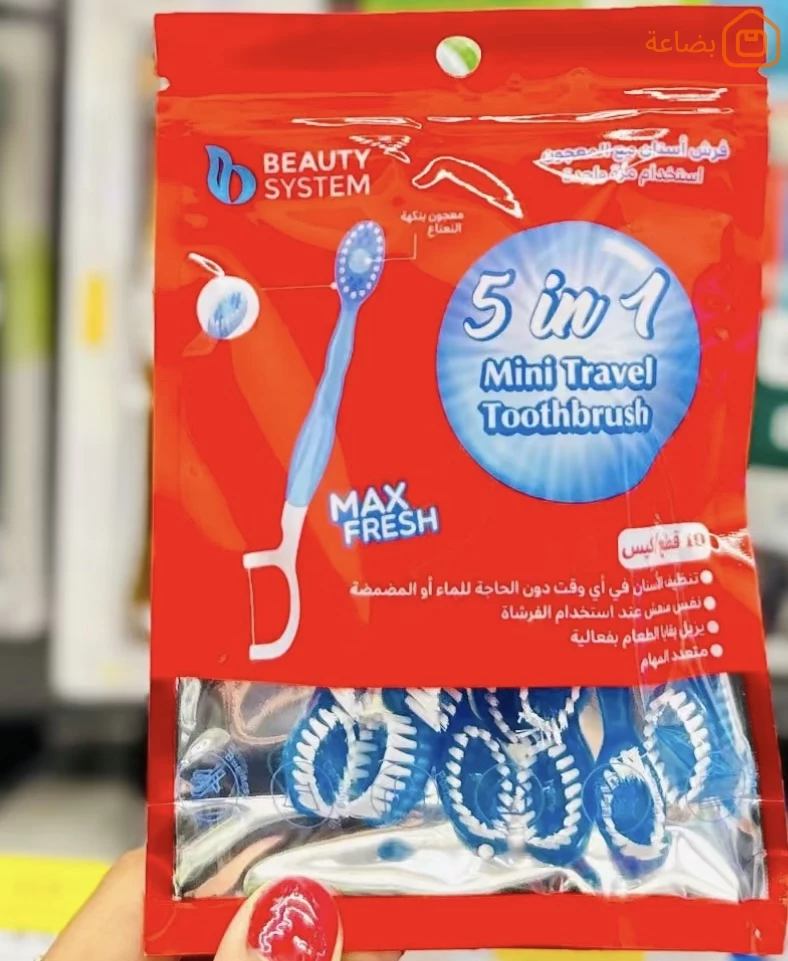 بضاعة
BEAUTY
SYSTEM
فرش أسنان مع المعجون
استخدام مرة واحدة
معجون بنكهة
النعناع
5 in 1
Mini Travel
Toothbrush
MAX
FRESH
10 قطع/كيس
تنظيف الأسنان في أي وقت دون الحاجة للماء أو المضمضة
نفس منعش عند استخدام الفرشاة
يزيل بقايا الطعام بفعالية
متعدد المهام